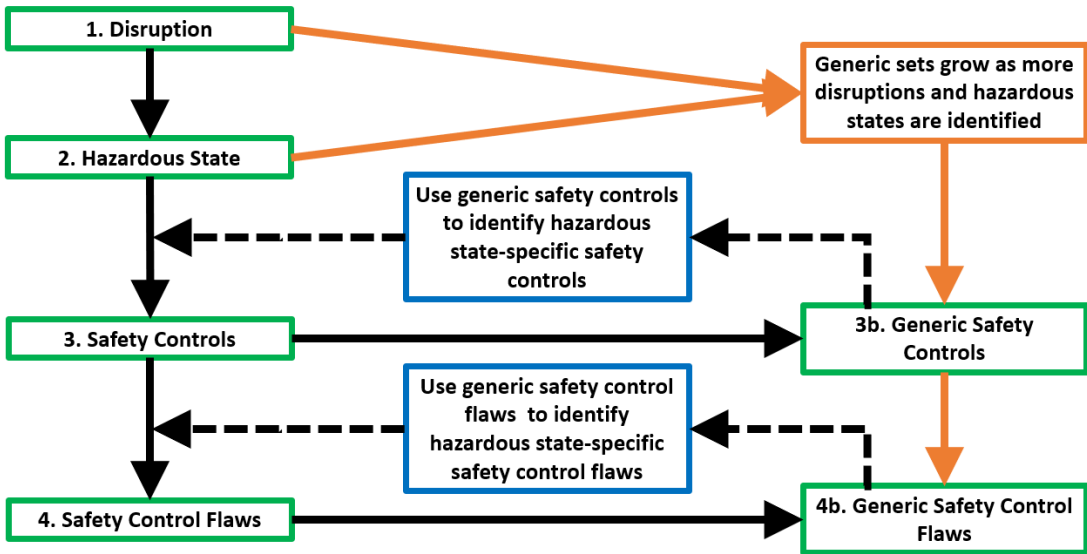 1. Disruption
Generic sets grow as more
disruptions and hazardous
states are identified
2. Hazardous State
Use generic safety controls
to identify hazardous
state-specific safety
controls
3. Safety Controls
3b. Generic Safety
Controls
Use generic safety control
flaws  to identify
hazardous state-specific
safety control flaws
4. Safety Control Flaws
4b. Generic Safety Control
Flaws